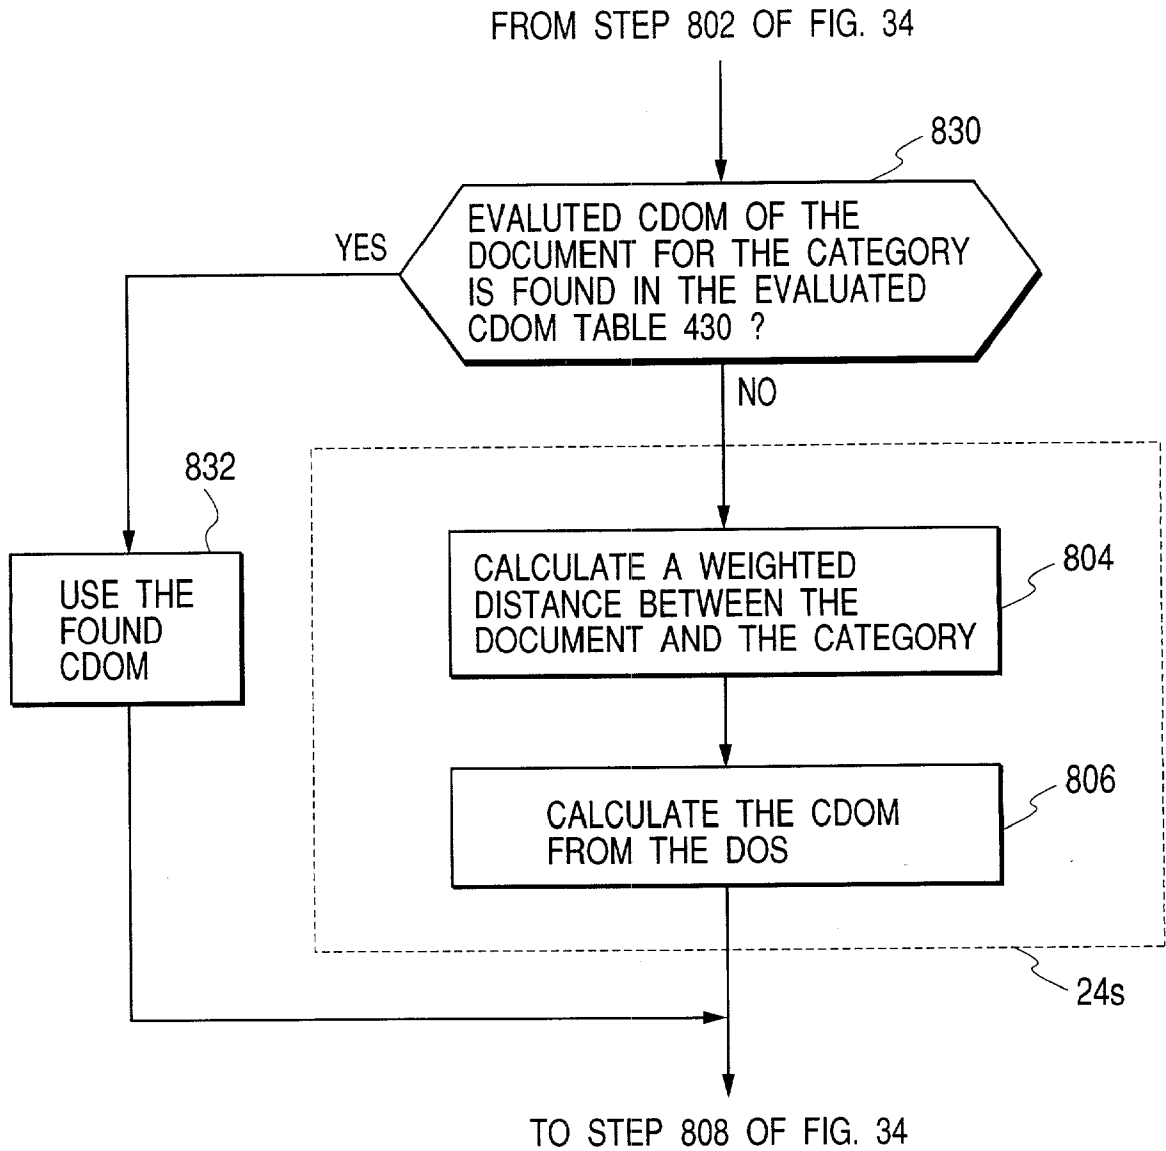 FROM STEP 802 OF FIG. 34
830
EVALUTED CDOM OF THE
DOCUMENT FOR THE CATEGORY
IS FOUND IN THE EVALUATED
CDOM TABLE 430 ?
YES
NO
832
USE THE
FOUND
CDOM
804
CALCULATE A WEIGHTED
DISTANCE BETWEEN THE
DOCUMENT AND THE CATEGORY
806
CALCULATE THE CDOM
FROM THE DOS
24s
TO STEP 808 OF FIG. 34